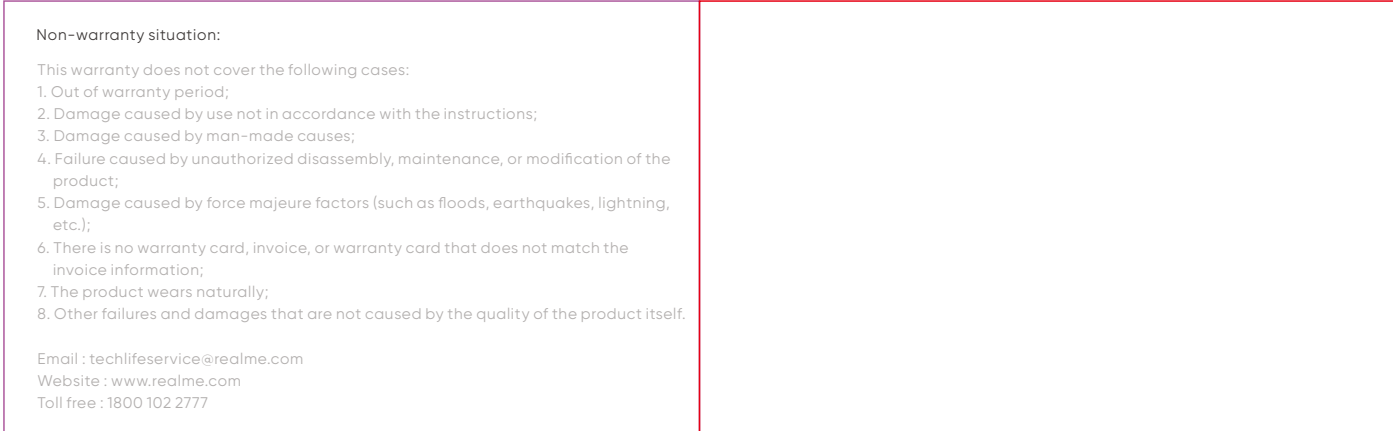 Non-warranty situation:
This warranty does not cover the following cases:
1. Out of warranty period;
2. Damage caused by use not in accordance with the instructions;
3. Damage caused by man-made causes;
4. Failure caused by unauthorized disassembly, maintenance, or modification of the
product;
5. Damage caused by force majeure factors (such as floods, earthquakes, lightning,
etc.);
6. There is no warranty card, invoice, or warranty card that does not match the
invoice information;
7. The product wears naturally;
8. Other failures and damages that are not caused by the quality of the product itself.
Email : techlifeservice@realme.com
Website : www.realme.com
Toll free : 1800 102 2777